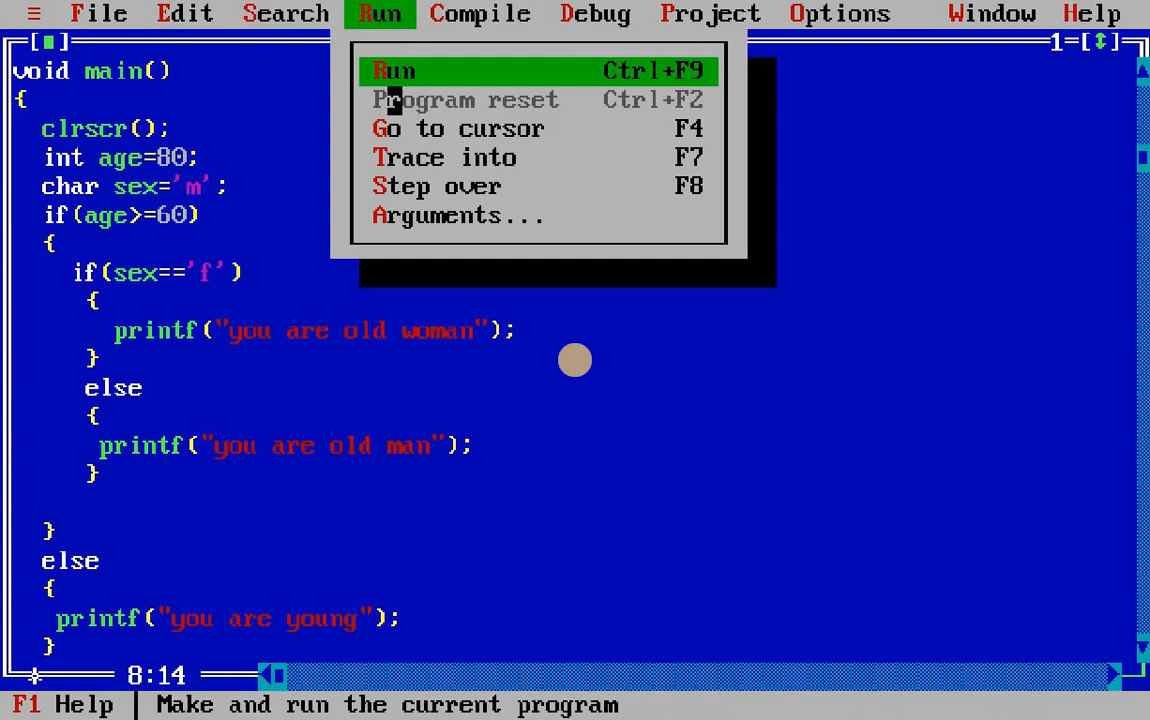 ≡ File Edit Search Run Compile Debug Project Options Window Help
[■] 1=[↕]
Run Ctrl+F9
Program reset Ctrl+F2
Go to cursor F4
Trace into F7
Step over F8
Arguments...
void main()
{
clrscr();
int age=80;
char sex='m';
if(age>=60)
{
if(sex=='f')
{
printf("you are old woman");
}
else
{
printf("you are old man");
}
}
else
{
printf("you are young");
}
8:14
F1 Help | Make and run the current program